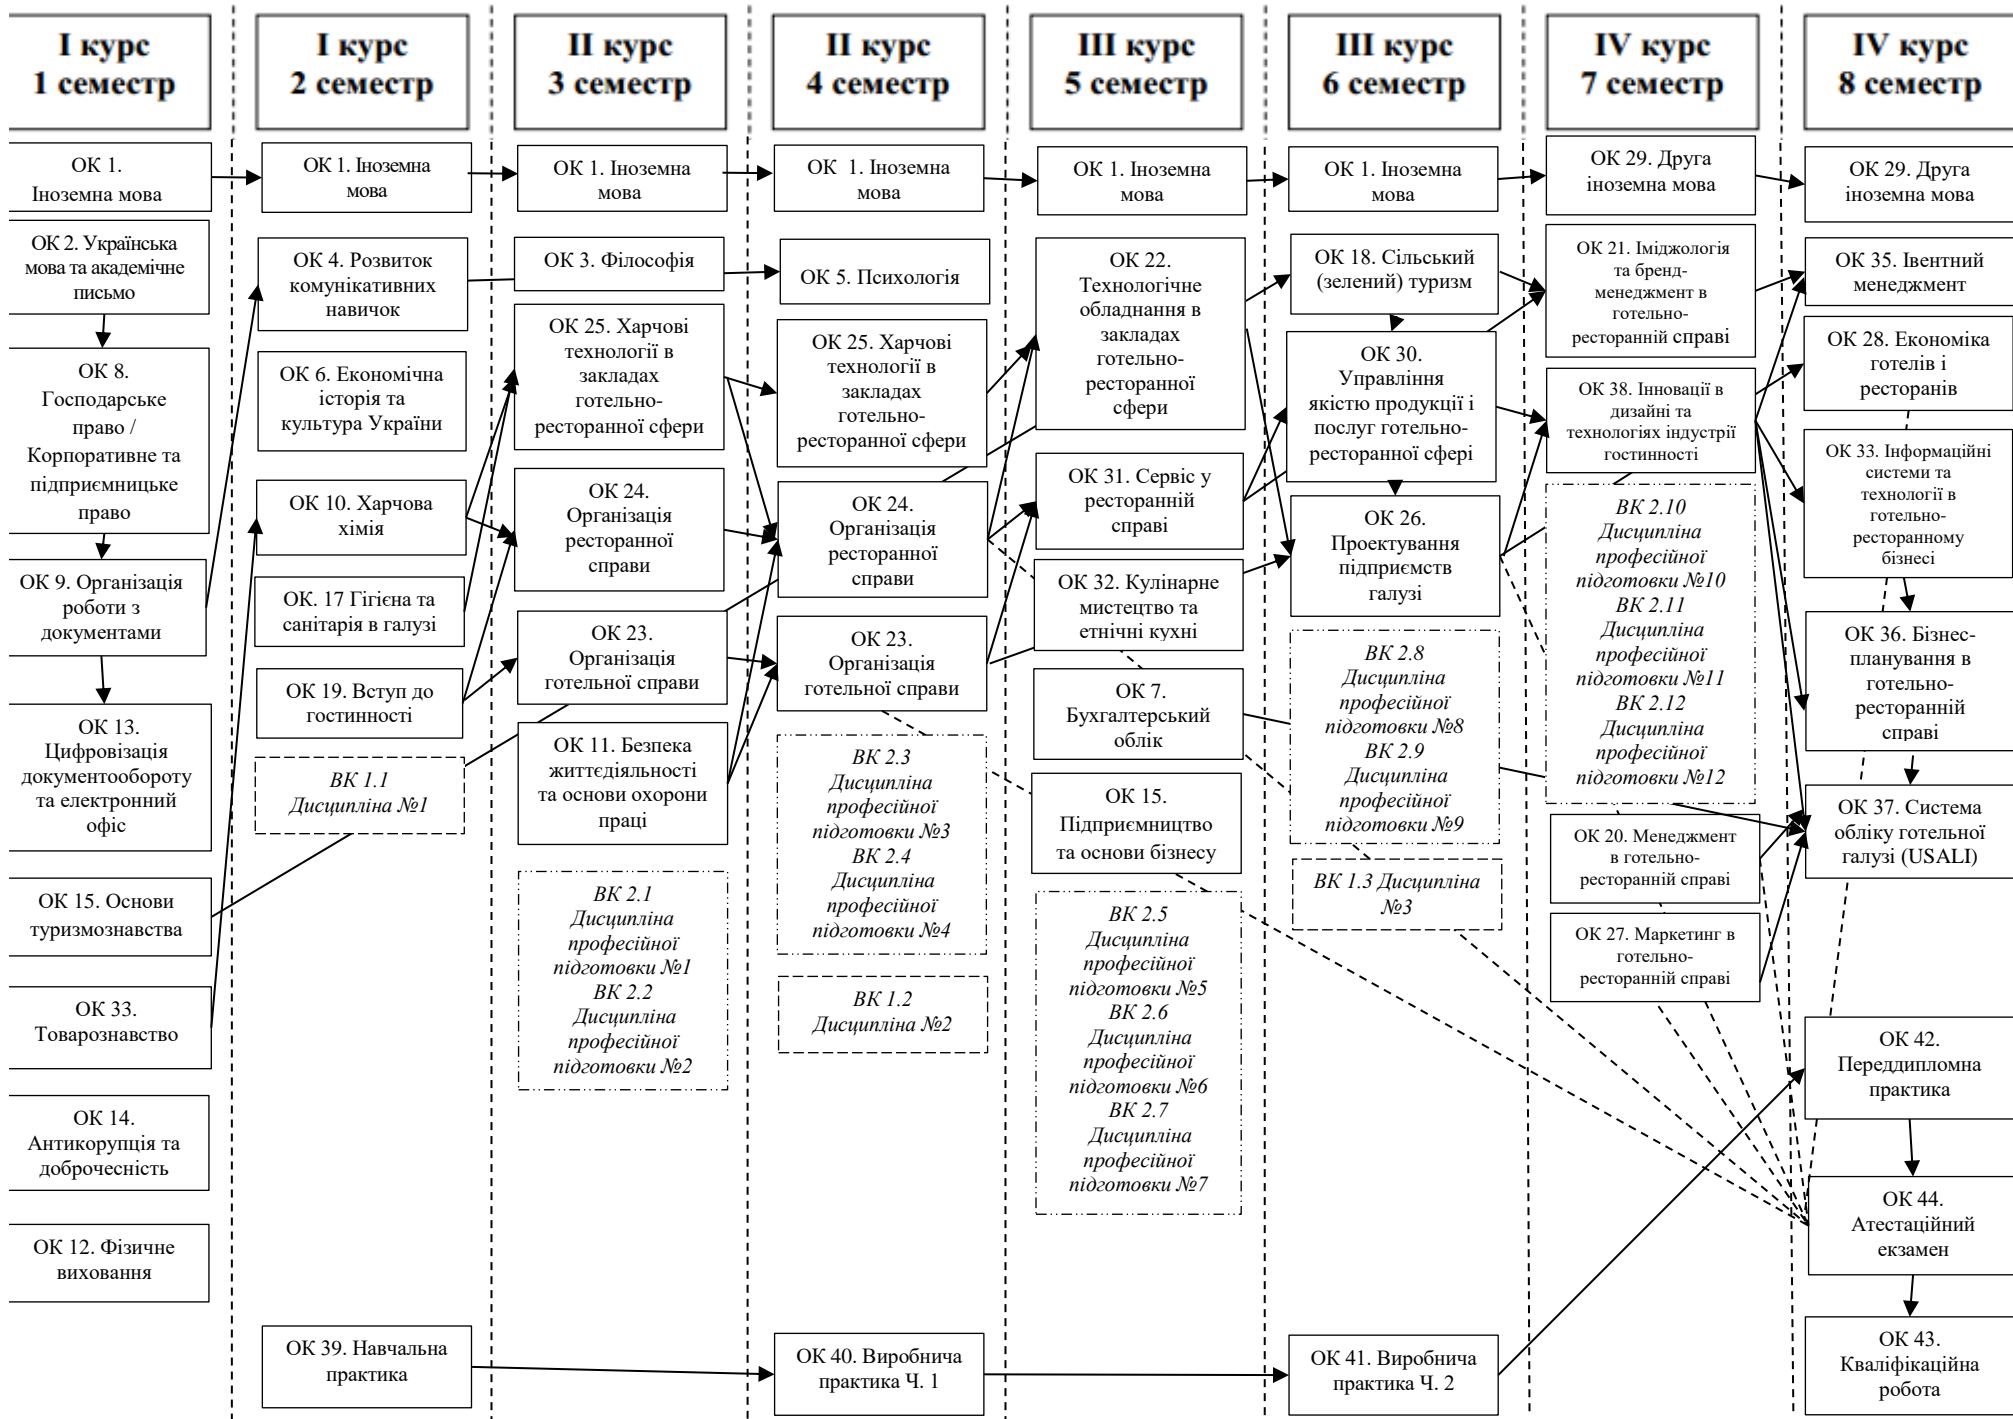 І курс
1 семестр
ОК 1.
Іноземна мова
ОК 2. Українська
мова та академічне
письмо
ОК 8.
Господарське
право /
Корпоративне та
підприємницьке
право
ОК 9. Організація
роботи з
документами
ОК 13.
Цифровізація
документообороту
та електронний
офіс
ОК 15. Основи
туризмознавства
ОК 33.
Товарознавство
ОК 14.
Антикорупція та
доброчесність
ОК 12. Фізичне
виховання
І курс
2 семестр
ОК 1. Іноземна
мова
ОК 4. Розвиток
комунікативних
навичок
ОК 6. Економічна
історія та
культура України
ОК 10. Харчова
хімія
ОК. 17 Гігієна та
санітарія в галузі
ОК 19. Вступ до
гостинності
ВК 1.1
Дисципліна №1
ОК 39. Навчальна
практика
ІІ курс
3 семестр
ОК 1. Іноземна
мова
ОК 3. Філософія
ОК 25. Харчові
технології в
закладах
готельно-
ресторанної сфери
ОК 24.
Організація
ресторанної
справи
ОК 23.
Організація
готельної справи
ОК 11. Безпека
життєдіяльності
та основи охорони
праці
ВК 2.1
Дисципліна
професійної
підготовки №1
ВК 2.2
Дисципліна
професійної
підготовки №2
ІІ курс
4 семестр
ОК 1. Іноземна
мова
ОК 5. Психологія
ОК 25. Харчові
технології в
закладах
готельно-
ресторанної сфери
ОК 24.
Організація
ресторанної
справи
ОК 23.
Організація
готельної справи
ВК 2.3
Дисципліна
професійної
підготовки №3
ВК 2.4
Дисципліна
професійної
підготовки №4
ВК 1.2
Дисципліна №2
ОК 40. Виробнича
практика Ч. 1
ІІІ курс
5 семестр
ОК 1. Іноземна
мова
ОК 22.
Технологічне
обладнання в
закладах
готельно-
ресторанної
сфери
ОК 31. Сервіс у
ресторанній
справі
ОК 32. Кулінарне
мистецтво та
етнічні кухні
ОК 7.
Бухгалтерський
облік
ОК 15.
Підприємництво
та основи бізнесу
ВК 2.5
Дисципліна
професійної
підготовки №5
ВК 2.6
Дисципліна
професійної
підготовки №6
ВК 2.7
Дисципліна
професійної
підготовки №7
ІІІ курс
6 семестр
ОК 1. Іноземна
мова
ОК 18. Сільський
(зелений) туризм
ОК 30.
Управління
якістю продукції і
послуг готельно-
ресторанної сфері
ОК 26.
Проектування
підприємств
галузі
ВК 2.8
Дисципліна
професійної
підготовки №8
ВК 2.9
Дисципліна
професійної
підготовки №9
ВК 1.3 Дисципліна
№3
ОК 41. Виробнича
практика Ч. 2
IV курс
7 семестр
ОК 29. Друга
іноземна мова
ОК 21. Іміджологія
та бренд-
менеджмент в
готельно-
ресторанній справі
ОК 38. Інновації в
дизайні та
технологіях індустрії
гостинності
ВК 2.10
Дисципліна
професійної
підготовки №10
ВК 2.11
Дисципліна
професійної
підготовки №11
ВК 2.12
Дисципліна
професійної
підготовки №12
ОК 20. Менеджмент
в готельно-
ресторанній справі
ОК 27. Маркетинг в
готельно-
ресторанній справі
IV курс
8 семестр
ОК 29. Друга
іноземна мова
ОК 35. Івентний
менеджмент
ОК 28. Економіка
готелів і
ресторанів
ОК 33. Інформаційні
системи та
технології в
готельно-
ресторанному
бізнесі
ОК 36. Бізнес-
планування в
готельно-
ресторанній
справі
ОК 37. Система
обліку готельної
галузі (USALI)
ОК 42.
Переддипломна
практика
ОК 44.
Атестаційний
екзамен
ОК 43.
Кваліфікаційна
робота